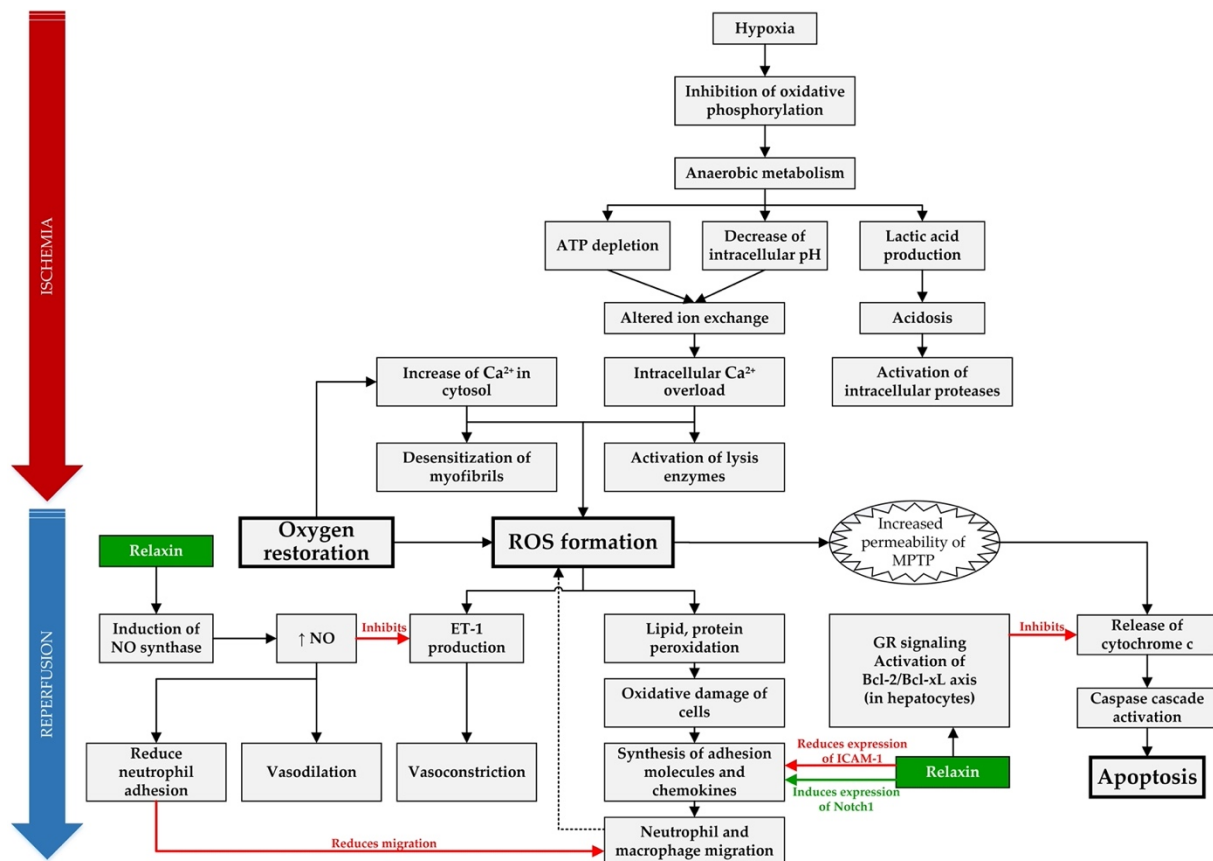 ISCHEMIA
Hypoxia
Inhibition of oxidative
phosphorylation
Anaerobic metabolism
ATP depletion
Decrease of
intracellular pH
Lactic acid
production
Altered ion exchange
Acidosis
Increase of Ca²⁺ in
cytosol
Intracellular Ca²⁺
overload
Activation of
intracellular proteases
Desensitization of
myofibrils
Activation of lysis
enzymes
REPERFUSION
Oxygen
restoration
ROS formation
Increased
permeability of
MPTP
Relaxin
Induction of
NO synthase
↑ NO
Inhibits
ET-1
production
Lipid, protein
peroxidation
GR signaling
Activation of
Bcl-2/Bcl-xL axis
(in hepatocytes)
Inhibits
Release of
cytochrome c
Oxidative damage of
cells
Caspase cascade
activation
Reduce
neutrophil
adhesion
Vasodilation
Vasoconstriction
Synthesis of adhesion
molecules and
chemokines
Reduces expression
of ICAM-1
Induces expression
of Notch1
Relaxin
Apoptosis
Reduces migration
Neutrophil and
macrophage migration